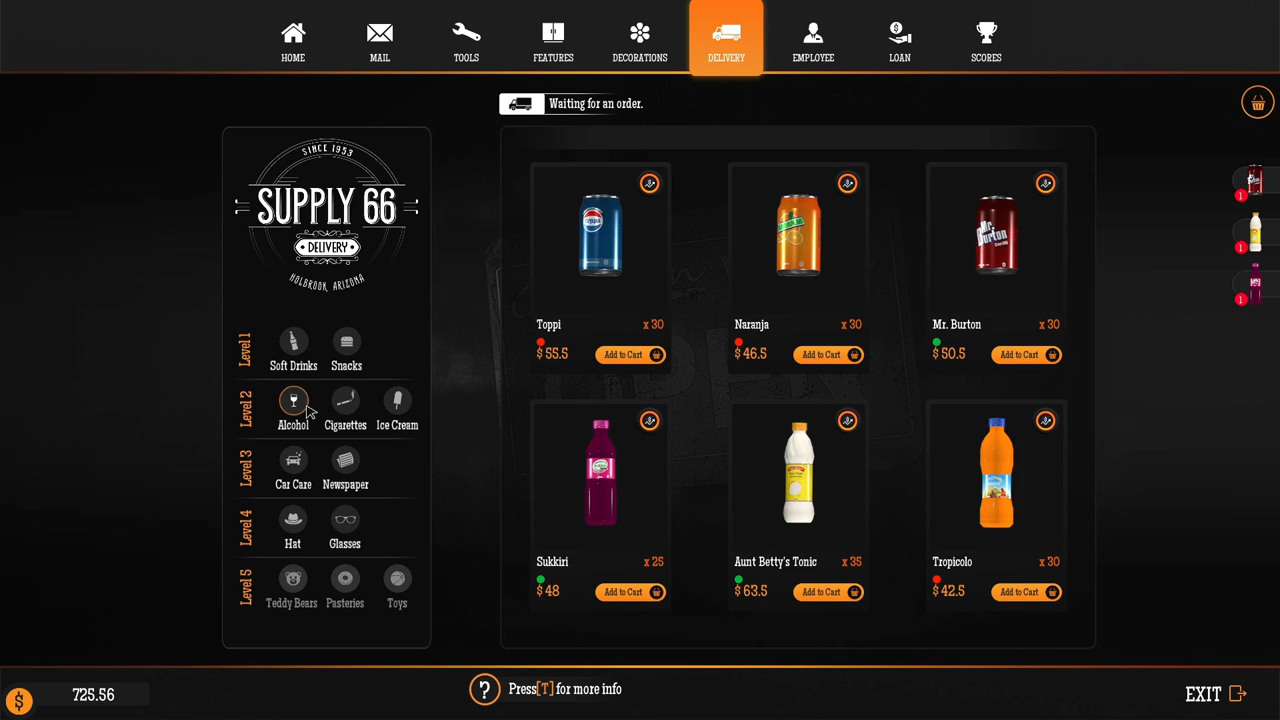 HOME
MAIL
TOOLS
FEATURES
DECORATIONS
DELIVERY
EMPLOYEE
LOAN
SCORES
Waiting for an order.
SINCE 1953
SUPPLY 66
DELIVERY
HOLBROOK, ARIZONA
Level 1
Soft Drinks
Snacks
Level 2
Alcohol
Cigarettes
Ice Cream
Level 3
Car Care
Newspaper
Level 4
Hat
Glasses
Level 5
Teddy Bears
Pasteries
Toys
Toppi x 30
$ 55.5 Add to Cart
Naranja x 30
$ 46.5 Add to Cart
Mr. Burton
Mr. Burton x 30
$ 50.5 Add to Cart
Sukkiri x 25
$ 48 Add to Cart
Aunt Betty's Tonic x 35
$ 63.5 Add to Cart
Tropicolo x 30
$ 42.5 Add to Cart
1
1
1
$ 725.56
? Press[T] for more info
EXIT